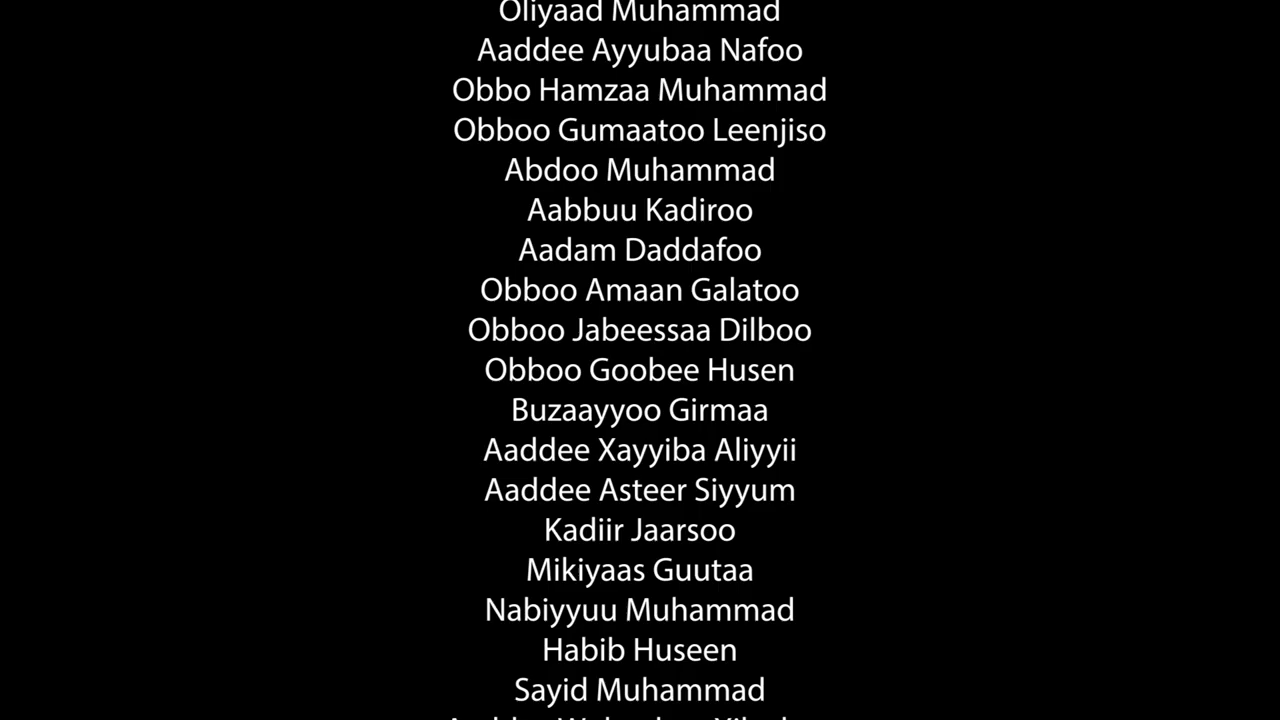 Oliyaad Muhammad
Aaddee Ayyubaa Nafoo
Obbo Hamzaa Muhammad
Obboo Gumaatoo Leenjiso
Abdoo Muhammad
Aabbuu Kadiroo
Aadam Daddafoo
Obboo Amaan Galatoo
Obboo Jabeessaa Dilboo
Obboo Goobee Husen
Buzaayyoo Girmaa
Aaddee Xayyiba Aliyyii
Aaddee Asteer Siyyum
Kadiir Jaarsoo
Mikiyaas Guutaa
Nabiyyuu Muhammad
Habib Huseen
Sayid Muhammad